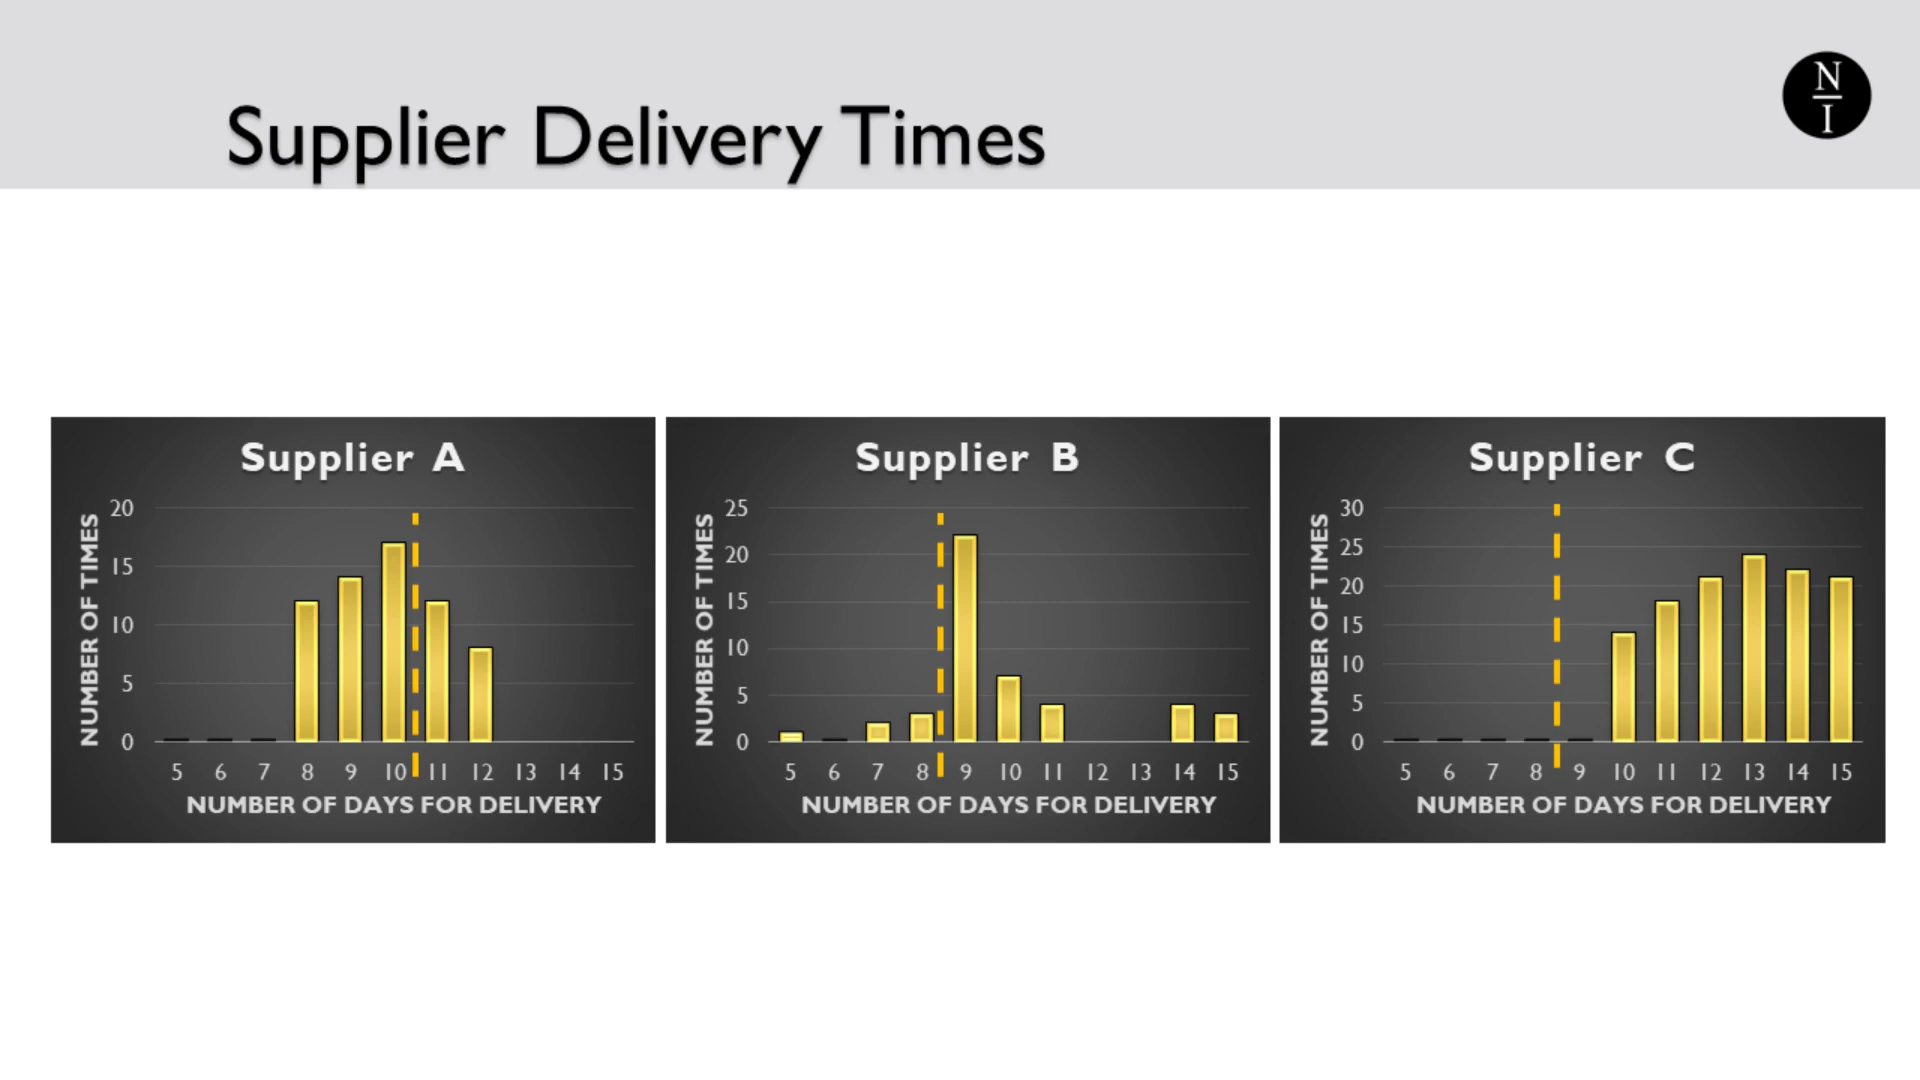 Supplier Delivery Times
N
I
Supplier A
NUMBER OF TIMES
20
15
10
5
0
5 6 7 8 9 10 11 12 13 14 15
NUMBER OF DAYS FOR DELIVERY
Supplier B
NUMBER OF TIMES
25
20
15
10
5
0
5 6 7 8 9 10 11 12 13 14 15
NUMBER OF DAYS FOR DELIVERY
Supplier C
NUMBER OF TIMES
30
25
20
15
10
5
0
5 6 7 8 9 10 11 12 13 14 15
NUMBER OF DAYS FOR DELIVERY